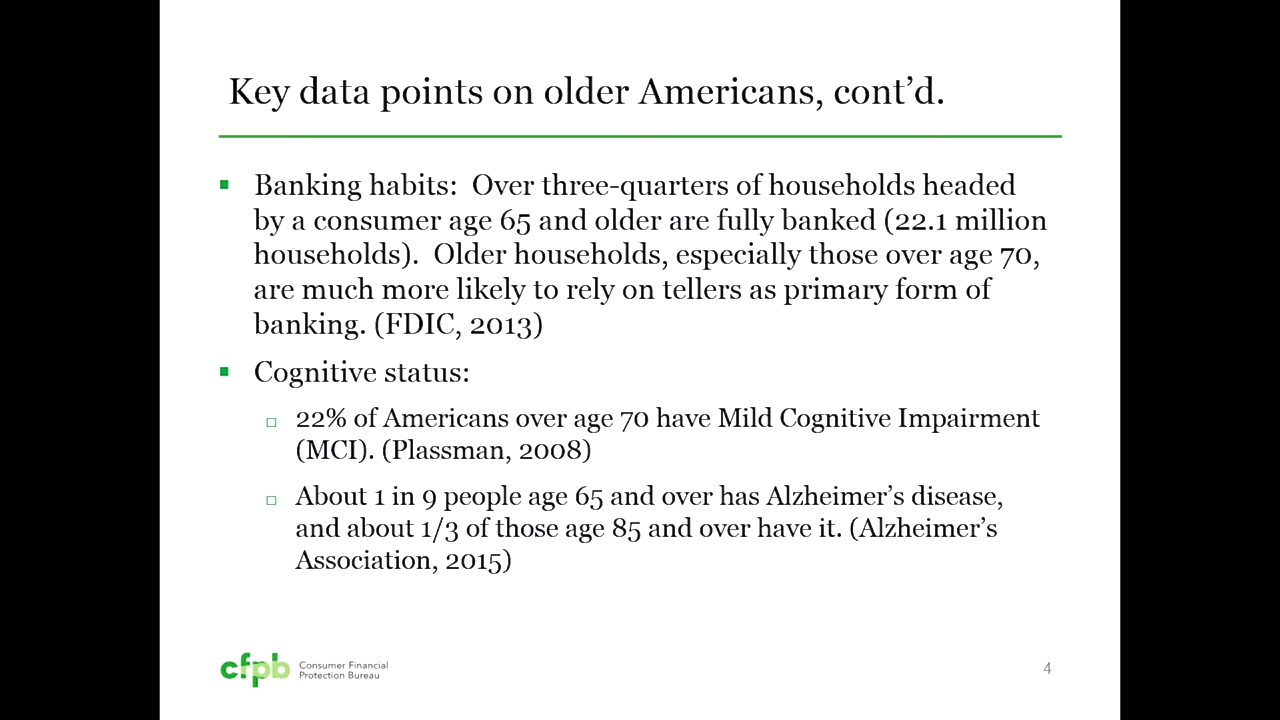 Key data points on older Americans, cont’d.
▪ Banking habits:  Over three-quarters of households headed
by a consumer age 65 and older are fully banked (22.1 million
households).  Older households, especially those over age 70,
are much more likely to rely on tellers as primary form of
banking. (FDIC, 2013)
▪ Cognitive status:
□ 22% of Americans over age 70 have Mild Cognitive Impairment
(MCI). (Plassman, 2008)
□ About 1 in 9 people age 65 and over has Alzheimer’s disease,
and about 1/3 of those age 85 and over have it. (Alzheimer’s
Association, 2015)
cfpb Consumer Financial
Protection Bureau
4